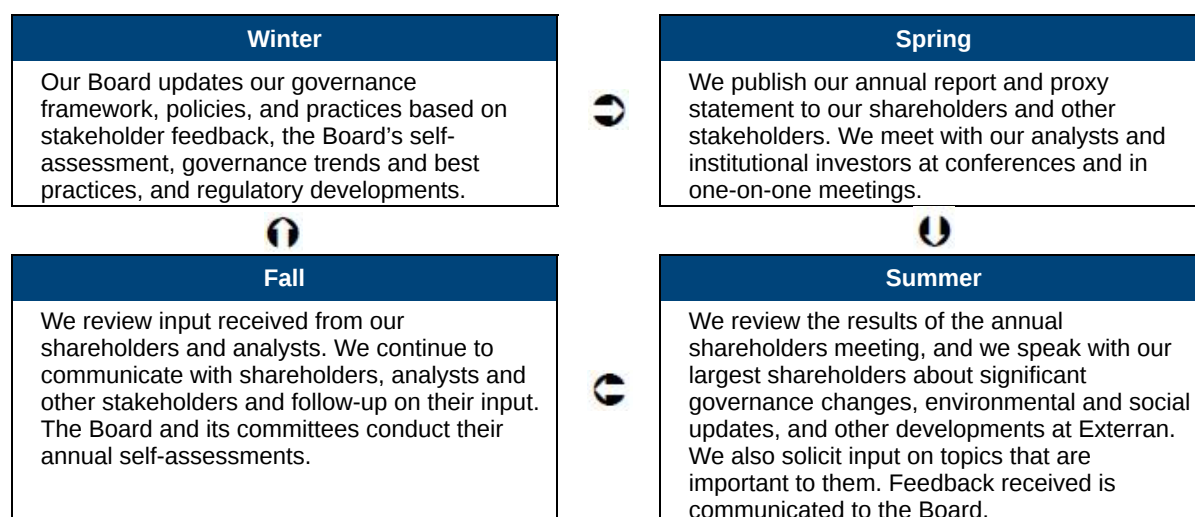 Winter
Our Board updates our governance
framework, policies, and practices based on
stakeholder feedback, the Board’s self-
assessment, governance trends and best
practices, and regulatory developments.
Spring
We publish our annual report and proxy
statement to our shareholders and other
stakeholders. We meet with our analysts and
institutional investors at conferences and in
one-on-one meetings.
Fall
We review input received from our
shareholders and analysts. We continue to
communicate with shareholders, analysts and
other stakeholders and follow-up on their input.
The Board and its committees conduct their
annual self-assessments.
Summer
We review the results of the annual
shareholders meeting, and we speak with our
largest shareholders about significant
governance changes, environmental and social
updates, and other developments at Exterran.
We also solicit input on topics that are
important to them. Feedback received is
communicated to the Board.